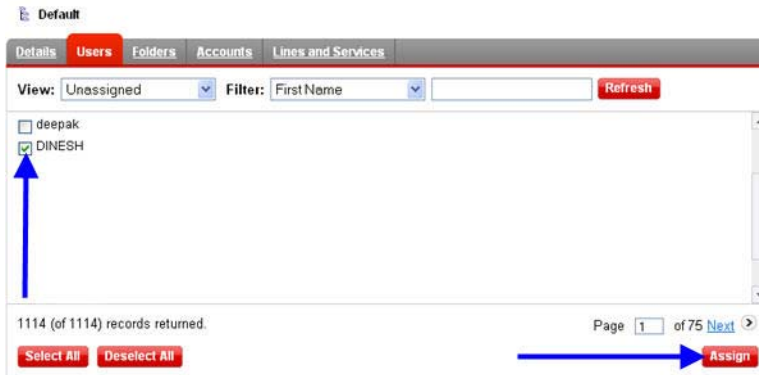 Default
Details Users Folders Accounts Lines and Services
View: Unassigned Filter: First Name Refresh
deepak
DINESH
1114 (of 1114) records returned. Page 1 of 75 Next
Select All Deselect All Assign